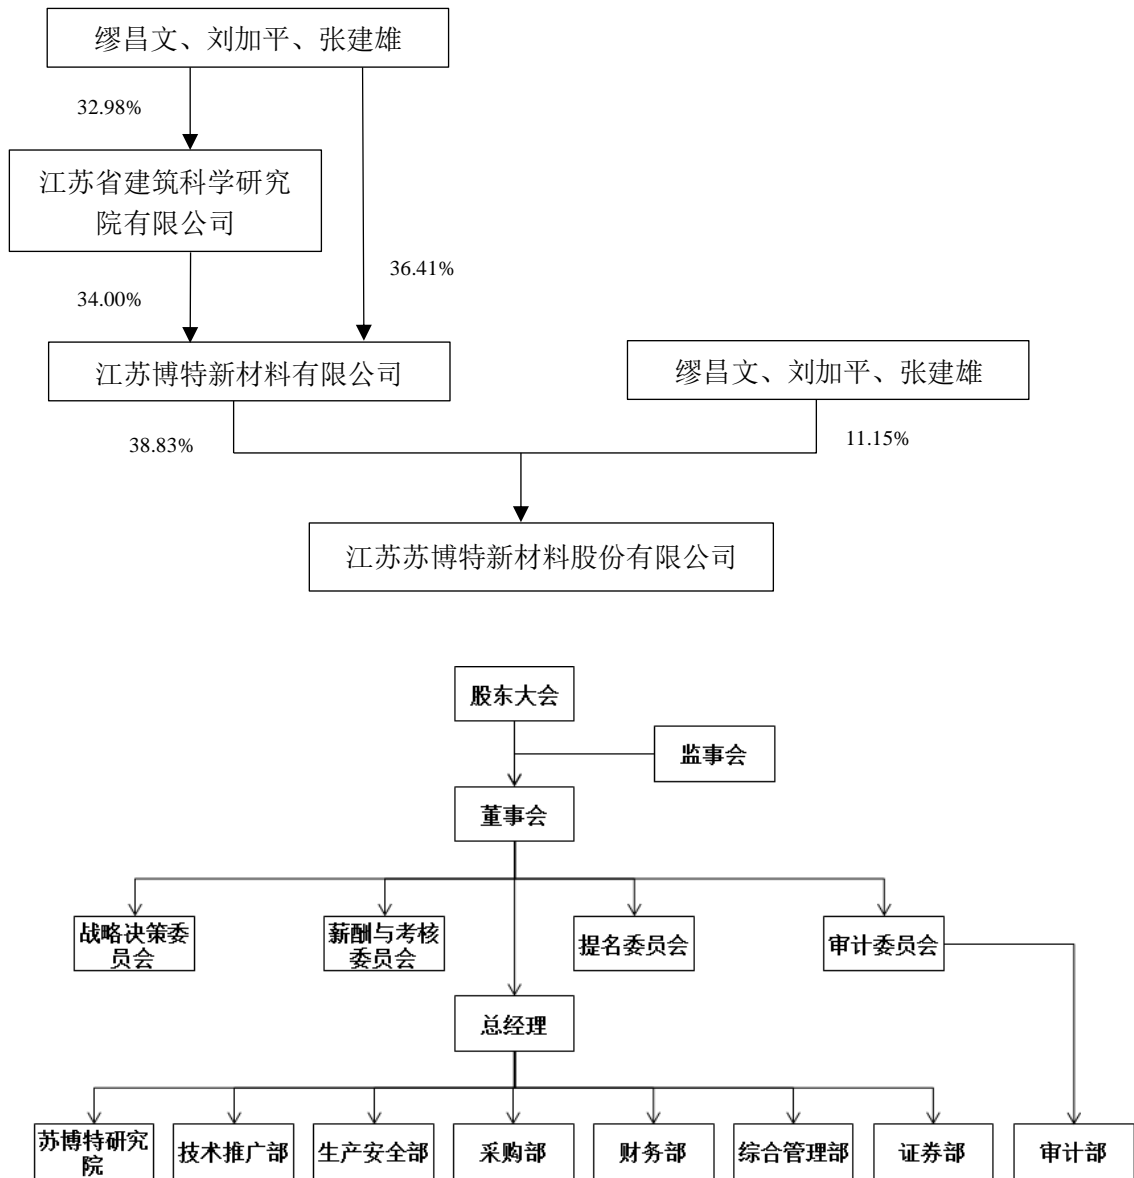 缪昌文、刘加平、张建雄
32.98%
江苏省建筑科学研究
院有限公司
36.41%
34.00%
江苏博特新材料有限公司
缪昌文、刘加平、张建雄
38.83%
11.15%
江苏苏博特新材料股份有限公司
股东大会
监事会
董事会
战略决策委
员会
薪酬与考核
委员会
提名委员会
审计委员会
总经理
苏博特研究
院
技术推广部
生产安全部
采购部
财务部
综合管理部
证券部
审计部